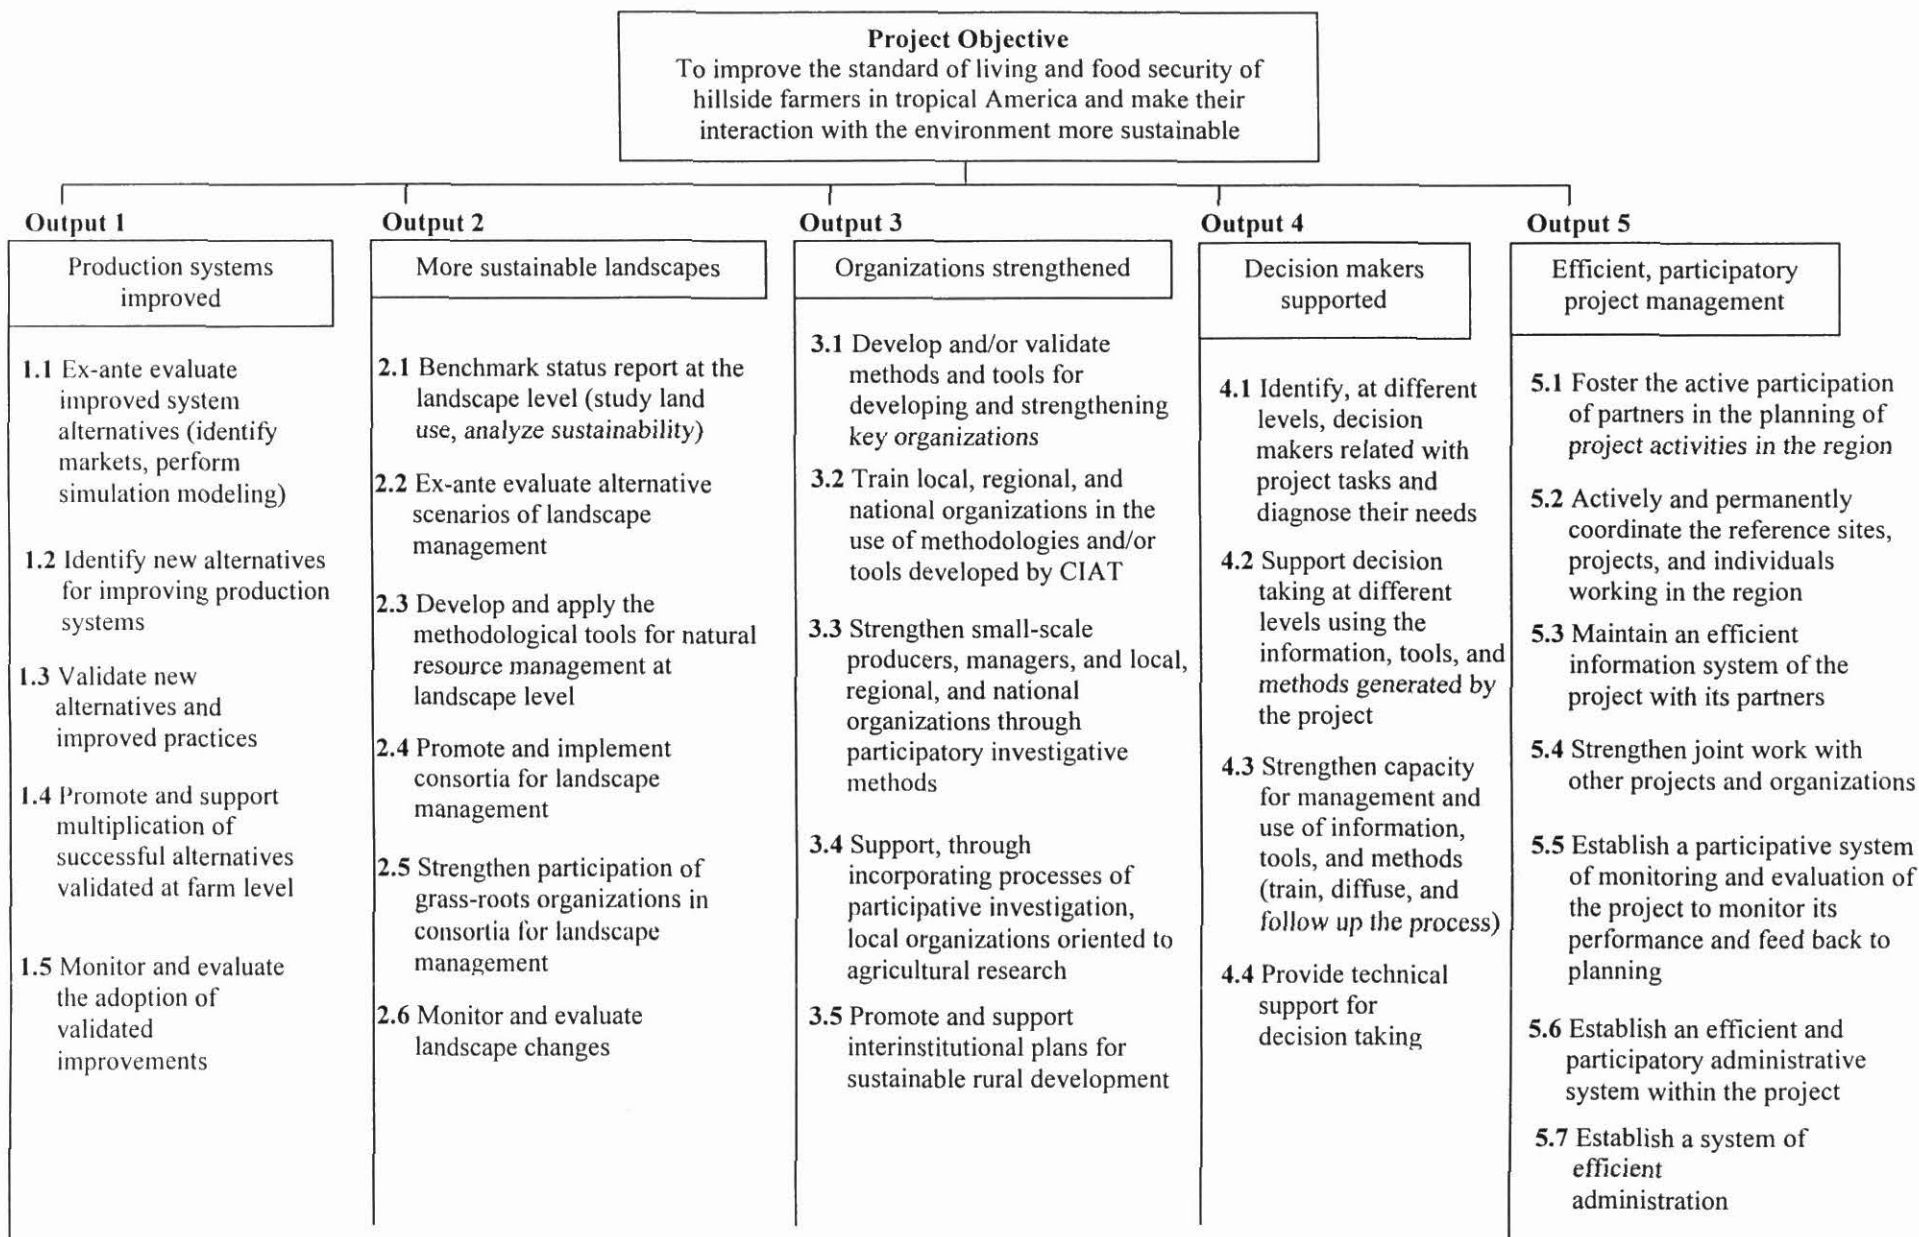 Project Objective
To improve the standard of living and food security of
hillside farmers in tropical America and make their
interaction with the environment more sustainable
Output 1
Production systems
improved
1.1 Ex-ante evaluate
improved system
alternatives (identify
markets, perform
simulation modeling)
1.2 Identify new alternatives
for improving production
systems
1.3 Validate new
alternatives and
improved practices
1.4 Promote and support
multiplication of
successful alternatives
validated at farm level
1.5 Monitor and evaluate
the adoption of
validated
improvements
Output 2
More sustainable landscapes
2.1 Benchmark status report at the
landscape level (study land
use, analyze sustainability)
2.2 Ex-ante evaluate alternative
scenarios of landscape
management
2.3 Develop and apply the
methodological tools for natural
resource management at
landscape level
2.4 Promote and implement
consortia for landscape
management
2.5 Strengthen participation of
grass-roots organizations in
consortia for landscape
management
2.6 Monitor and evaluate
landscape changes
Output 3
Organizations strengthened
3.1 Develop and/or validate
methods and tools for
developing and strengthening
key organizations
3.2 Train local, regional, and
national organizations in the
use of methodologies and/or
tools developed by CIAT
3.3 Strengthen small-scale
producers, managers, and local,
regional, and national
organizations through
participatory investigative
methods
3.4 Support, through
incorporating processes of
participative investigation,
local organizations oriented to
agricultural research
3.5 Promote and support
interinstitutional plans for
sustainable rural development
Output 4
Decision makers
supported
4.1 Identify, at different
levels, decision
makers related with
project tasks and
diagnose their needs
4.2 Support decision
taking at different
levels using the
information, tools, and
methods generated by
the project
4.3 Strengthen capacity
for management and
use of information,
tools, and methods
(train, diffuse, and
follow up the process)
4.4 Provide technical
support for
decision taking
Output 5
Efficient, participatory
project management
5.1 Foster the active participation
of partners in the planning of
project activities in the region
5.2 Actively and permanently
coordinate the reference sites,
projects, and individuals
working in the region
5.3 Maintain an efficient
information system of the
project with its partners
5.4 Strengthen joint work with
other projects and organizations
5.5 Establish a participative system
of monitoring and evaluation of
the project to monitor its
performance and feed back to
planning
5.6 Establish an efficient and
participatory administrative
system within the project
5.7 Establish a system of
efficient
administration